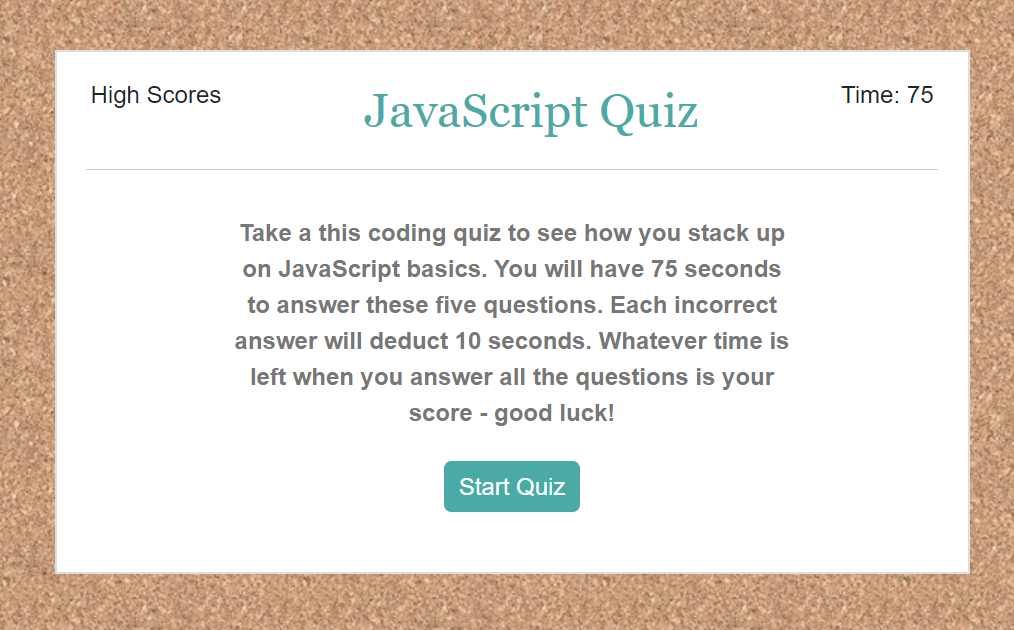 High Scores
JavaScript Quiz
Time: 75
Take a this coding quiz to see how you stack up
on JavaScript basics. You will have 75 seconds
to answer these five questions. Each incorrect
answer will deduct 10 seconds. Whatever time is
left when you answer all the questions is your
score - good luck!
Start Quiz